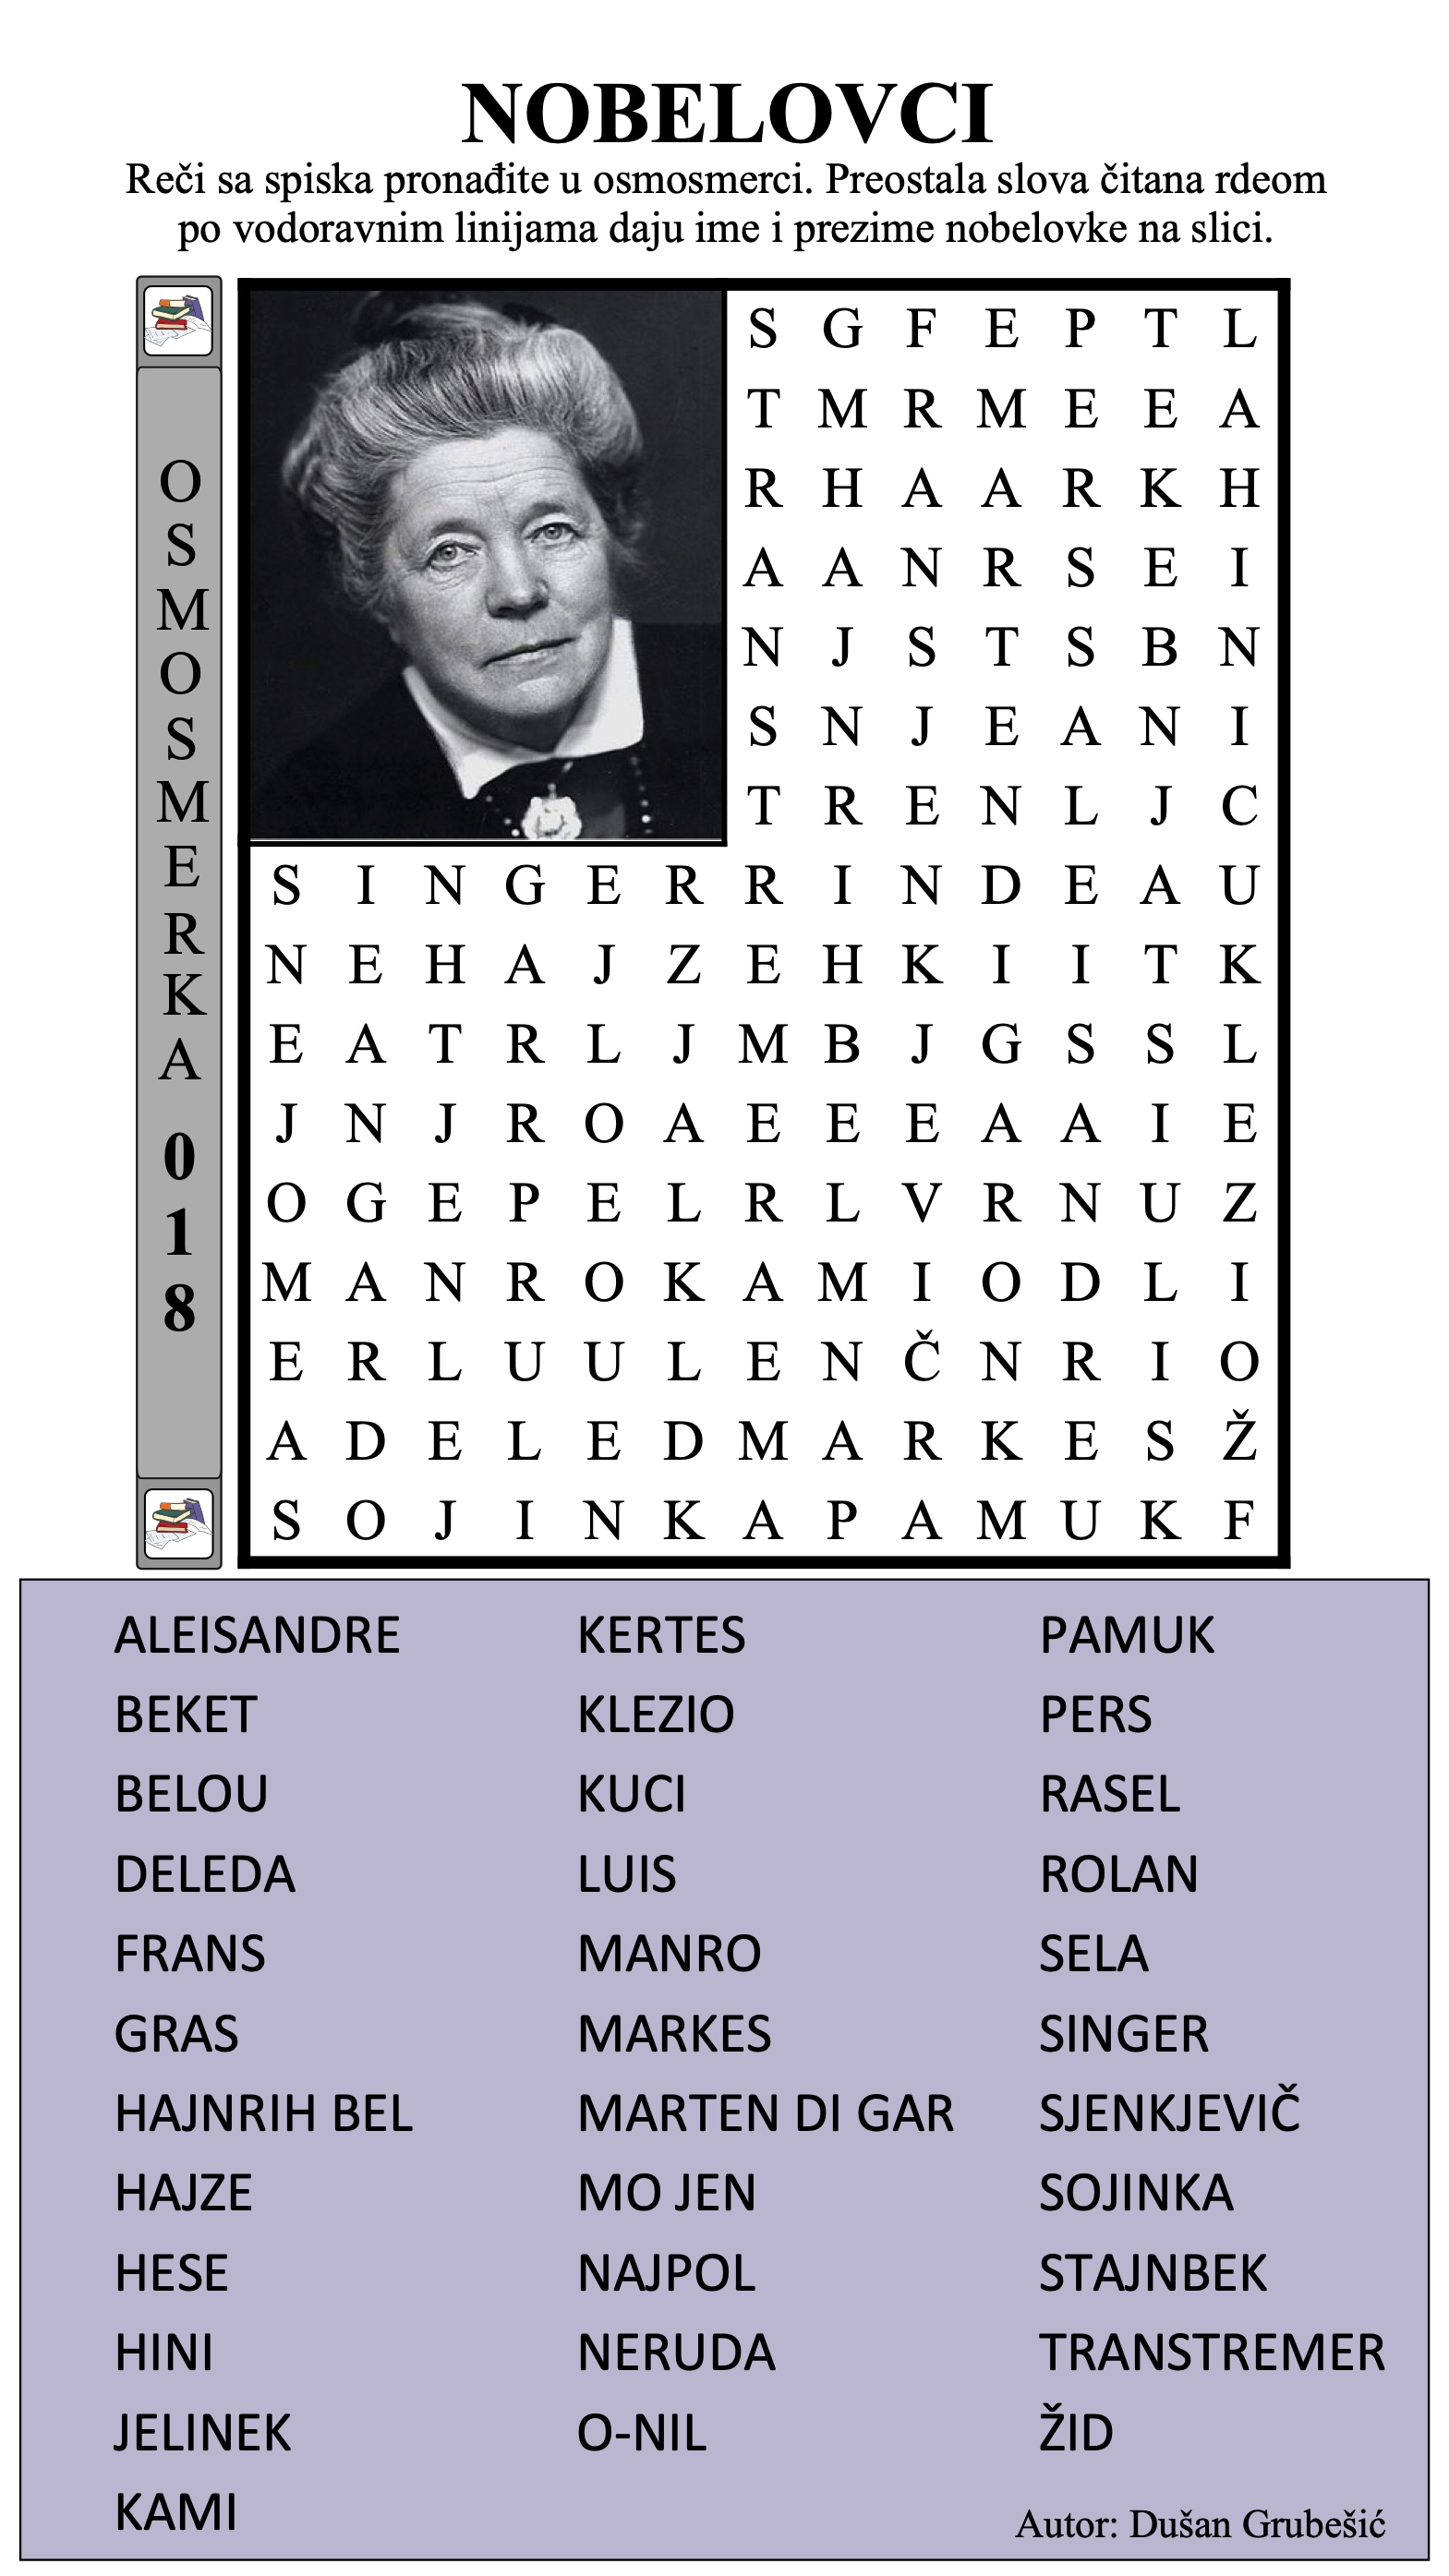 NOBELOVCI
Reči sa spiska pronađite u osmosmerci. Preostala slova čitana rdeom
po vodoravnim linijama daju ime i prezime nobelovke na slici.
O
S
M
O
S
M
E
R
K
A
0
1
8
S G F E P T L
T M R M E E A
R H A A R K H
A A N R S E I
N J S T S B N
S N J E A N I
T R E N L J C
S I N G E R R I N D E A U
N E H A J Z E H K I I T K
E A T R L J M B J G S S L
J N J R O A E E E A A I E
O G E P E L R L V R N U Z
M A N R O K A M I O D L I
E R L U U L E N Č N R I O
A D E L E D M A R K E S Ž
S O J I N K A P A M U K F
ALEISANDRE
BEKET
BELOU
DELEDA
FRANS
GRAS
HAJNRIH BEL
HAJZE
HESE
HINI
JELINEK
KAMI
KERTES
KLEZIO
KUCI
LUIS
MANRO
MARKES
MARTEN DI GAR
MO JEN
NAJPOL
NERUDA
O-NIL
PAMUK
PERS
RASEL
ROLAN
SELA
SINGER
SJENKJEVIČ
SOJINKA
STAJNBEK
TRANSTREMER
ŽID
Autor: Dušan Grubešić